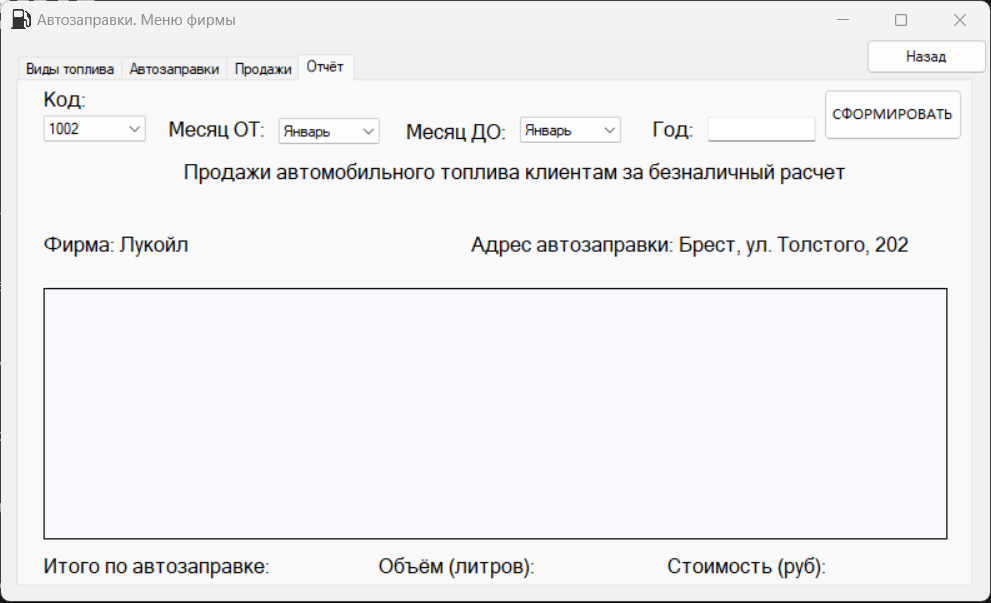 Автозаправки. Меню фирмы
Назад
Виды топлива Автозаправки Продажи Отчёт
Код:
1002 Месяц ОТ: Январь Месяц ДО: Январь Год: СФОРМИРОВАТЬ
Продажи автомобильного топлива клиентам за безналичный расчет
Фирма: Лукойл Адрес автозаправки: Брест, ул. Толстого, 202
Итого по автозаправке: Объём (литров): Стоимость (руб):